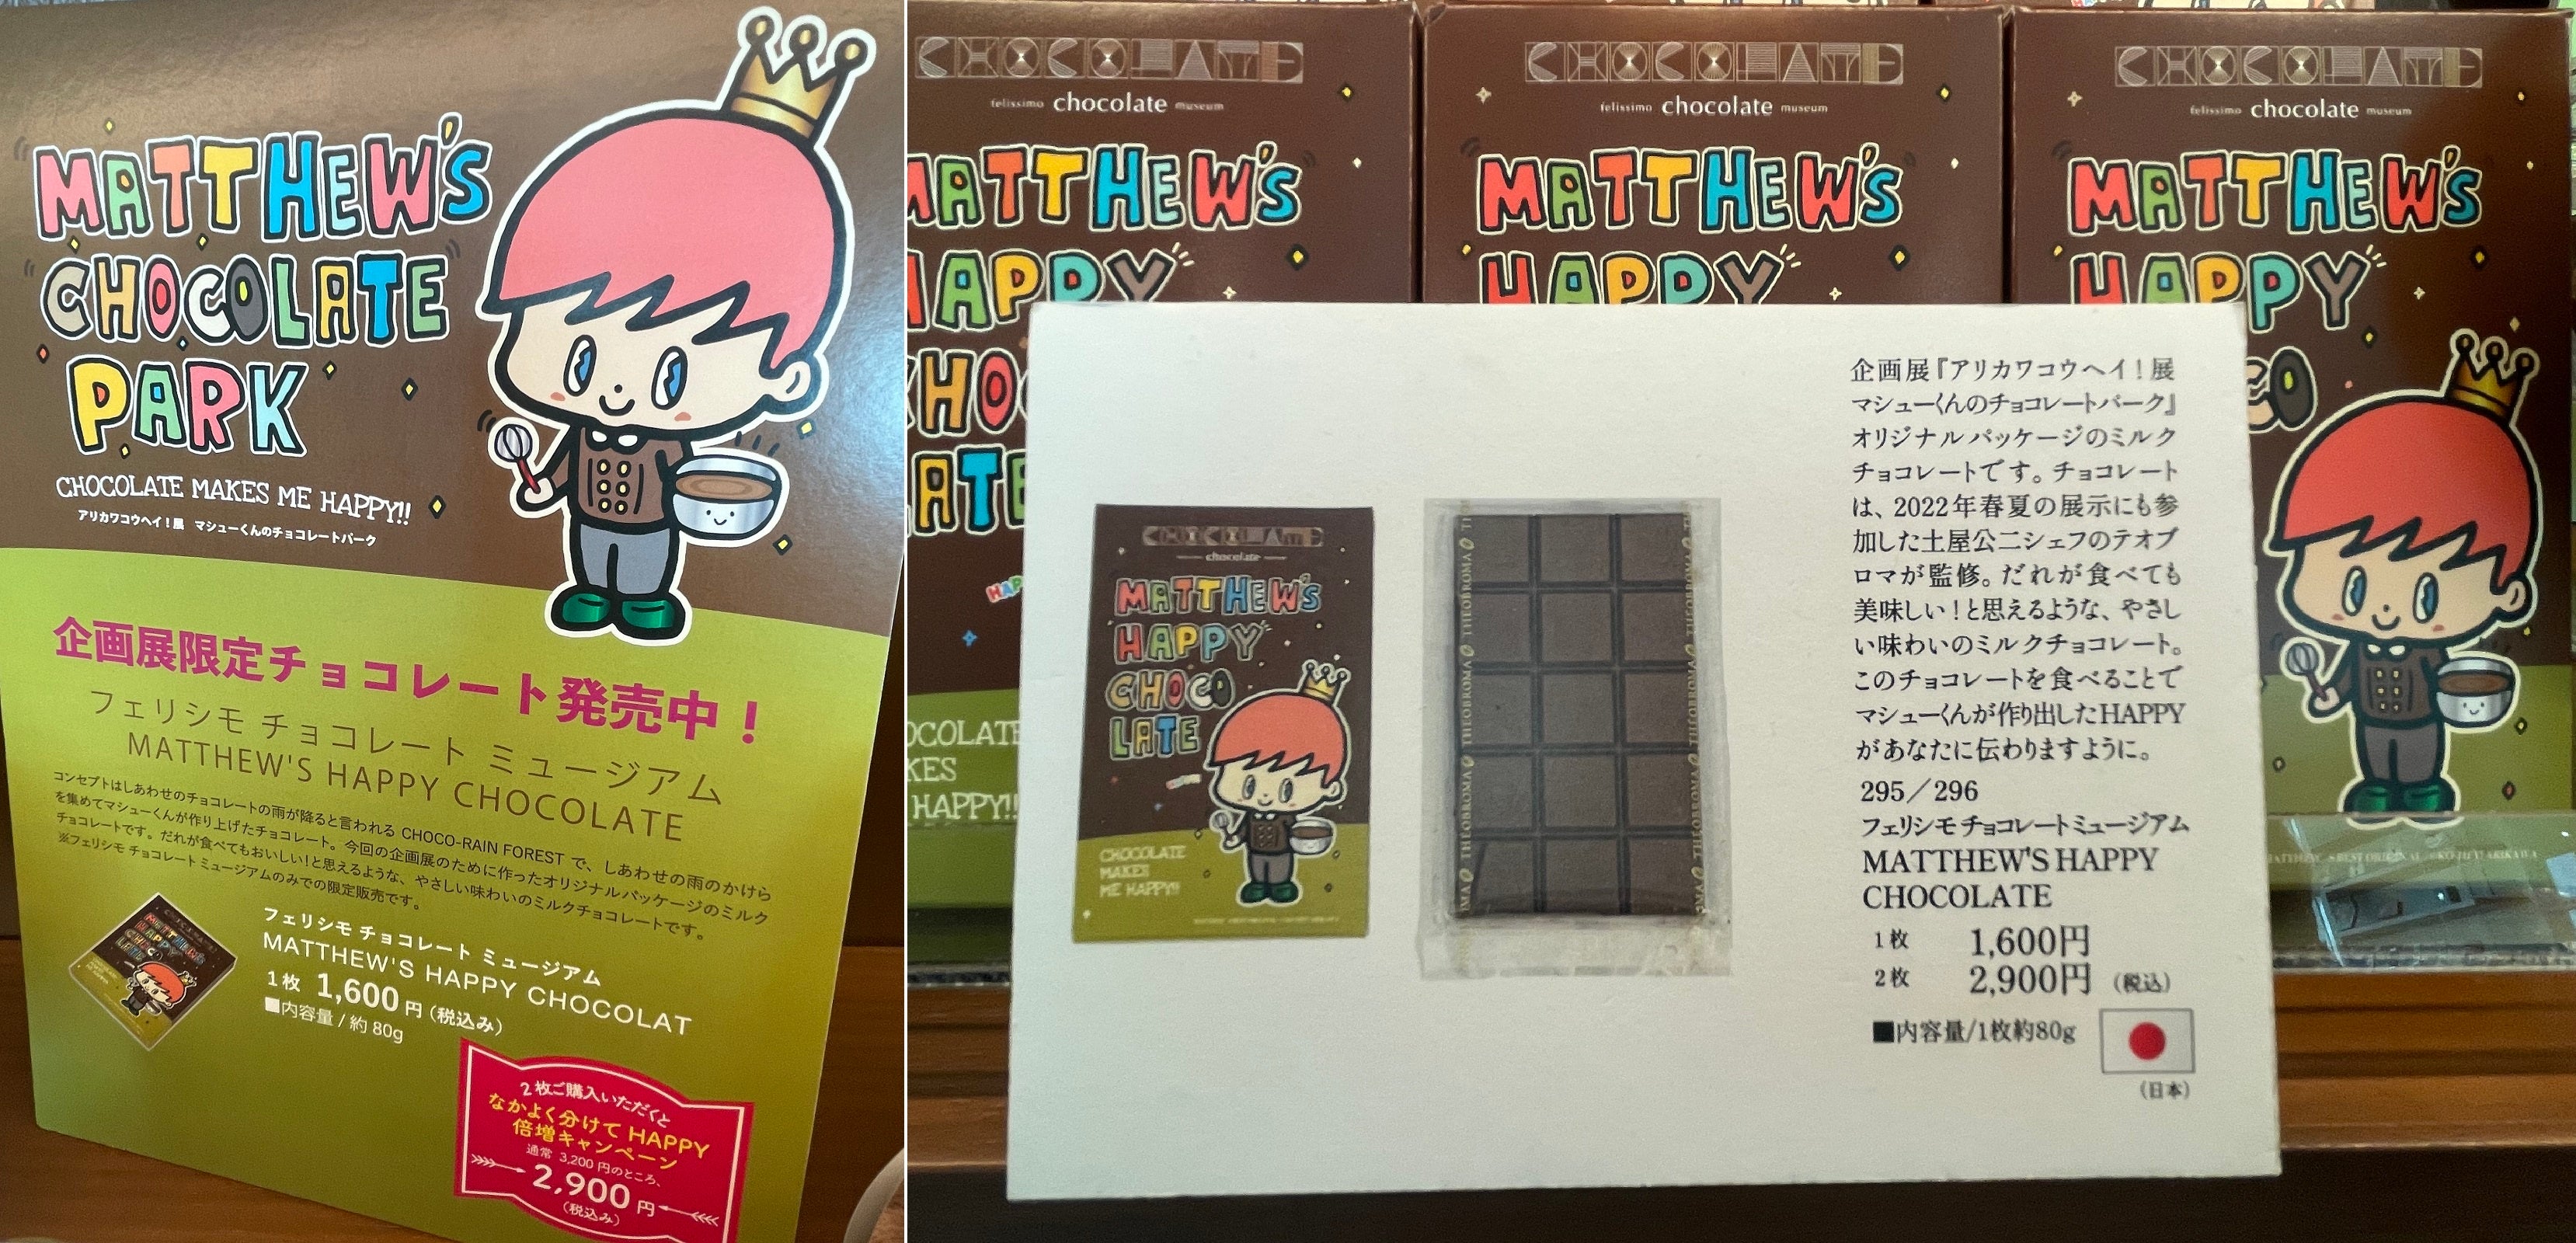 MATTHEW'S
CHOCOLATE
PARK
CHOCOLATE MAKES ME HAPPY!!
アリカワコウヘイ！展 マシューくんのチョコレートパーク
企画展限定チョコレート発売中！
フェリシモ チョコレート ミュージアム
MATTHEW'S HAPPY CHOCOLATE
コンセプトはしあわせのチョコレートの雨が降ると言われる CHOCO-RAIN FOREST で、しあわせの雨のかけら
を集めてマシューくんが作り上げたチョコレート。今回の企画展のために作ったオリジナルパッケージのミルク
チョコレートです。だれが食べてもおいしい！と思えるような、やさしい味わいのミルクチョコレートです。
※フェリシモ チョコレート ミュージアムのみでの限定販売です。
フェリシモ チョコレート ミュージアム
MATTHEW'S HAPPY CHOCOLAT
1枚 1,600円（税込み）
■内容量 / 約 80g
2枚ご購入いただくと
なかよく分けて HAPPY
倍増キャンペーン
通常 3,200 円のところ、
2,900 円
（税込み）
CHOCOLATE
felissimo chocolate museum
MATTHEW'S
HAPPY
CHO
LATE
HAP
CHOCOLATE
MAKES
HAPPY!!
CHOCOLATE
felissimo chocolate museum
MATTHEW'S
HAPPY
CHOCOLATE
felissimo chocolate museum
MATTHEW'S
HAPPY
CO
CHOCOLATE
chocolate
MATTHEW'S
HAPPY
CHOCO
LATE
CHOCOLATE
MAKES
ME HAPPY!!
THEOBROMA THEOBROMA THEOBROMA
THEOBROMA THEOBROMA THEOBROMA
企画展『アリカワコウヘイ！展
マシューくんのチョコレートパーク』
オリジナルパッケージのミルク
チョコレートです。チョコレート
は、2022年春夏の展示にも参
加した土屋公二シェフのテオブ
ロマが監修。だれが食べても
美味しい！と思えるような、やさし
い味わいのミルクチョコレート。
このチョコレートを食べることで
マシューくんが作り出したHAPPY
があなたに伝わりますように。
295／296
フェリシモ チョコレートミュージアム
MATTHEW'S HAPPY
CHOCOLATE
1枚 1,600円
2枚 2,900円 （税込）
■内容量/1枚約80g
（日本）